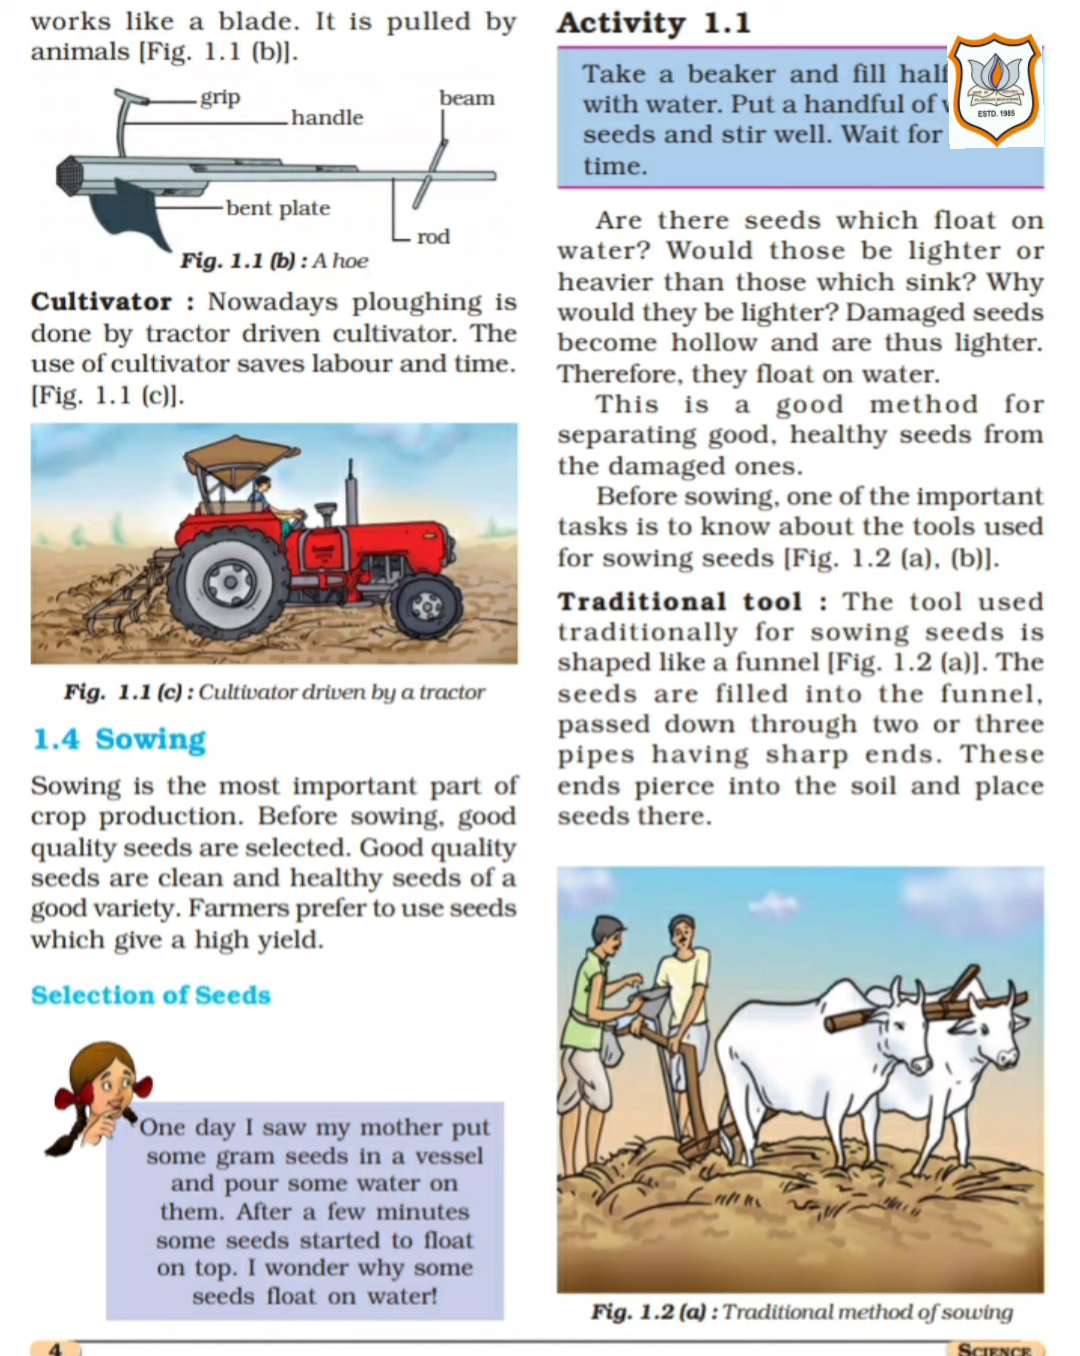 works like a blade. It is pulled by
animals [Fig. 1.1 (b)].
grip
handle
beam
bent plate
rod
Fig. 1.1 (b) : A hoe
Cultivator : Nowadays ploughing is
done by tractor driven cultivator. The
use of cultivator saves labour and time.
[Fig. 1.1 (c)].
Fig. 1.1 (c) : Cultivator driven by a tractor
1.4 Sowing
Sowing is the most important part of
crop production. Before sowing, good
quality seeds are selected. Good quality
seeds are clean and healthy seeds of a
good variety. Farmers prefer to use seeds
which give a high yield.
Selection of Seeds
One day I saw my mother put
some gram seeds in a vessel
and pour some water on
them. After a few minutes
some seeds started to float
on top. I wonder why some
seeds float on water!
4
Activity 1.1
Take a beaker and fill half
with water. Put a handful of
seeds and stir well. Wait for
time.
ESTD. 1985
Are there seeds which float on
water? Would those be lighter or
heavier than those which sink? Why
would they be lighter? Damaged seeds
become hollow and are thus lighter.
Therefore, they float on water.
This is a good method for
separating good, healthy seeds from
the damaged ones.
Before sowing, one of the important
tasks is to know about the tools used
for sowing seeds [Fig. 1.2 (a), (b)].
Traditional tool : The tool used
traditionally for sowing seeds is
shaped like a funnel [Fig. 1.2 (a)]. The
seeds are filled into the funnel,
passed down through two or three
pipes having sharp ends. These
ends pierce into the soil and place
seeds there.
Fig. 1.2 (a) : Traditional method of sowing
SCIENCE